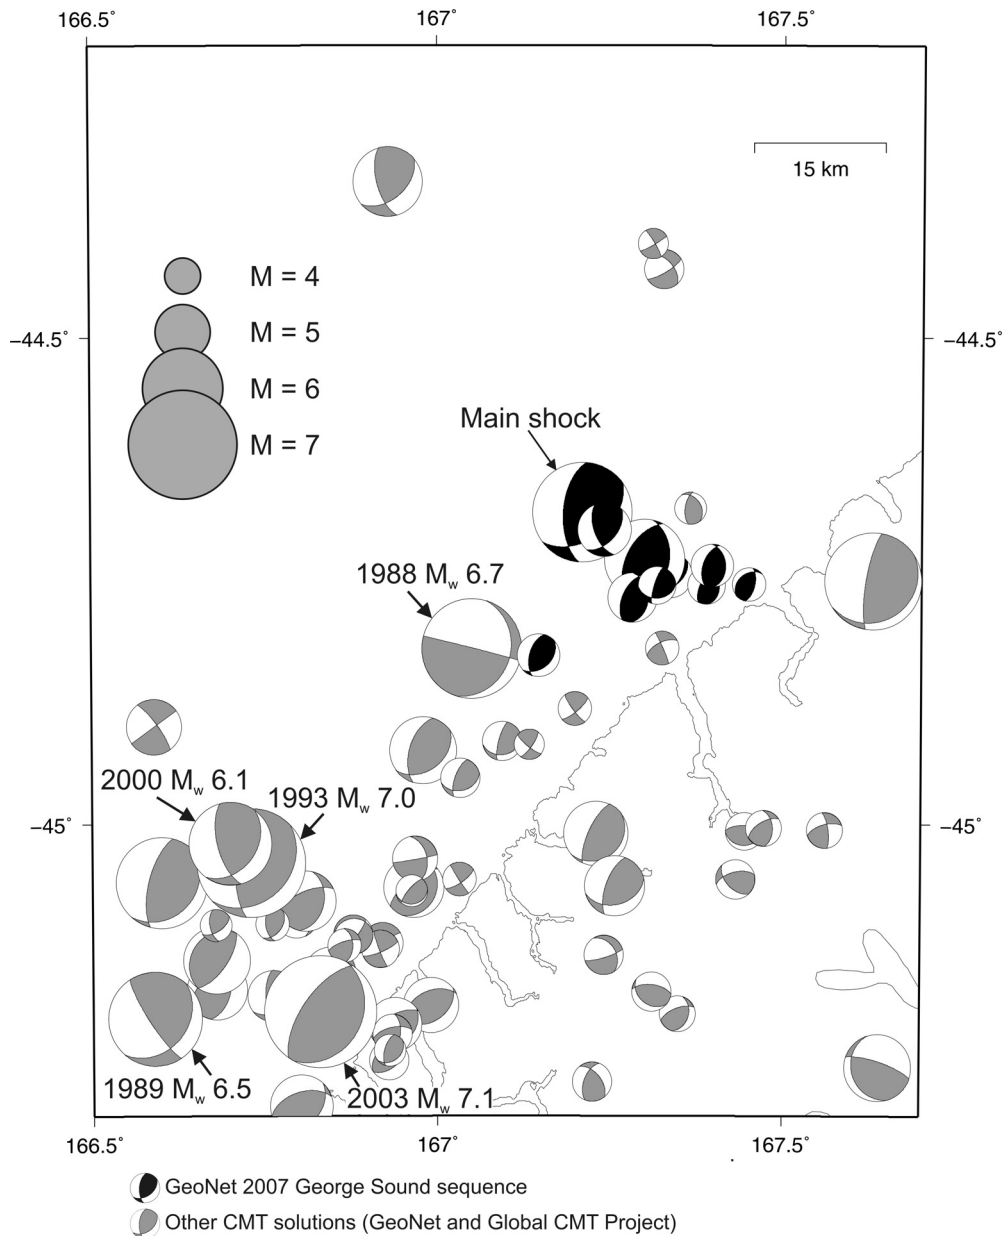 166.5°
167°
167.5°
15 km
M = 4
−44.5°
−44.5°
M = 5
M = 6
M = 7
Main shock
1988 Mw 6.7
2000 Mw 6.1
1993 Mw 7.0
−45°
−45°
1989 Mw 6.5
2003 Mw 7.1
166.5°
167°
167.5°
GeoNet 2007 George Sound sequence
Other CMT solutions (GeoNet and Global CMT Project)